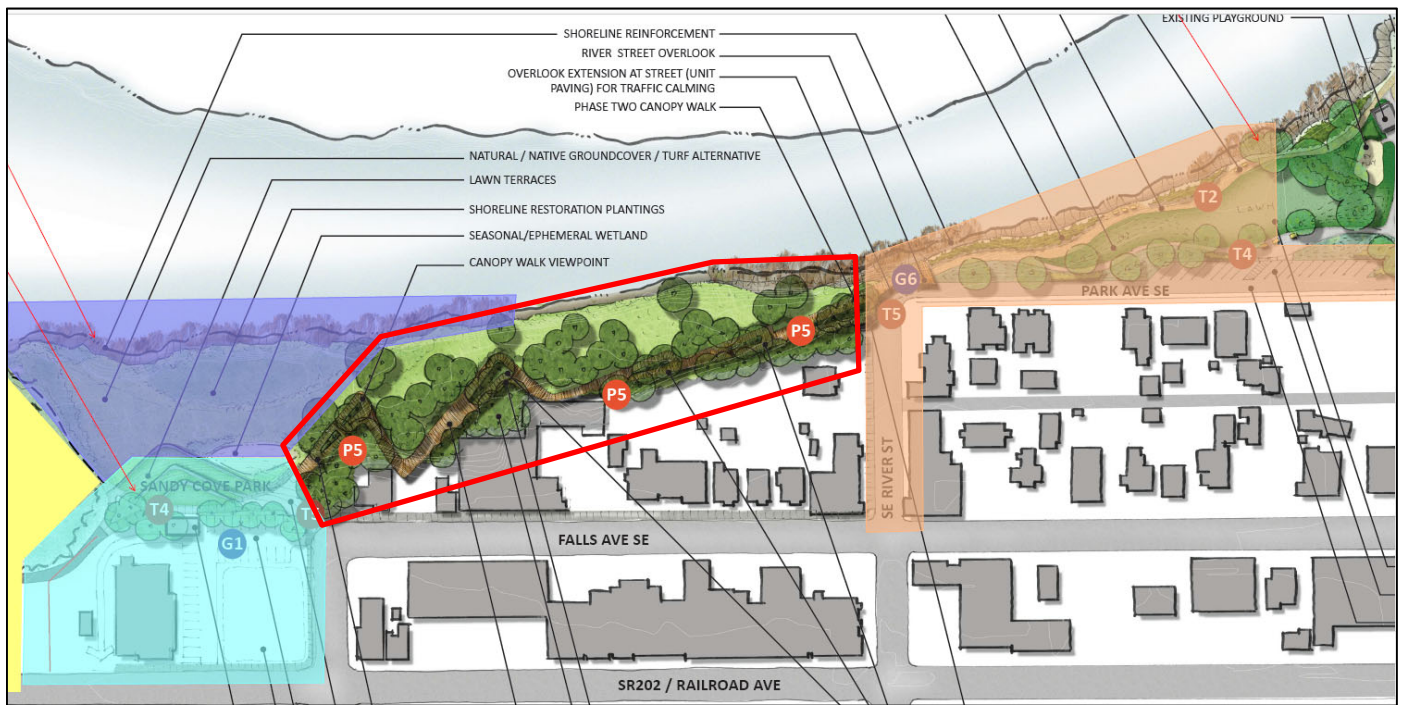 EXISTING PLAYGROUND
SHORELINE REINFORCEMENT
RIVER STREET OVERLOOK
OVERLOOK EXTENSION AT STREET (UNIT
PAVING) FOR TRAFFIC CALMING
PHASE TWO CANOPY WALK
NATURAL / NATIVE GROUNDCOVER / TURF ALTERNATIVE
LAWN TERRACES
SHORELINE RESTORATION PLANTINGS
SEASONAL/EPHEMERAL WETLAND
CANOPY WALK VIEWPOINT
T2
LAWN
T4
G6
PARK AVE SE
T5
P5
P5
P5
SANDY COVE PARK
T4
G1
SE RIVER ST
FALLS AVE SE
SR202 / RAILROAD AVE